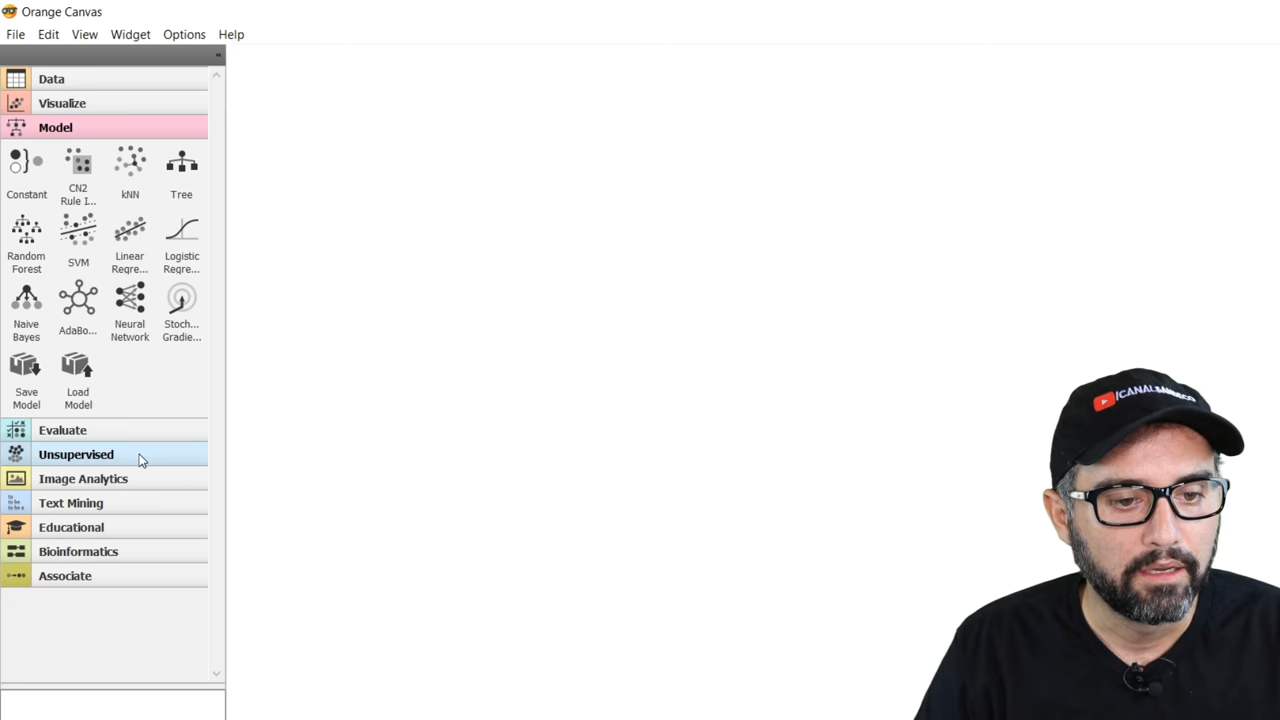 Orange Canvas
File Edit View Widget Options Help
«
Data
Visualize
Model
Constant
CN2
Rule I...
kNN
Tree
Random
Forest
SVM
Linear
Regre...
Logistic
Regre...
Naive
Bayes
AdaBo...
Neural
Network
Stoch...
Gradie...
Save
Model
Load
Model
Evaluate
Unsupervised
Image Analytics
Text Mining
Educational
Bioinformatics
Associate